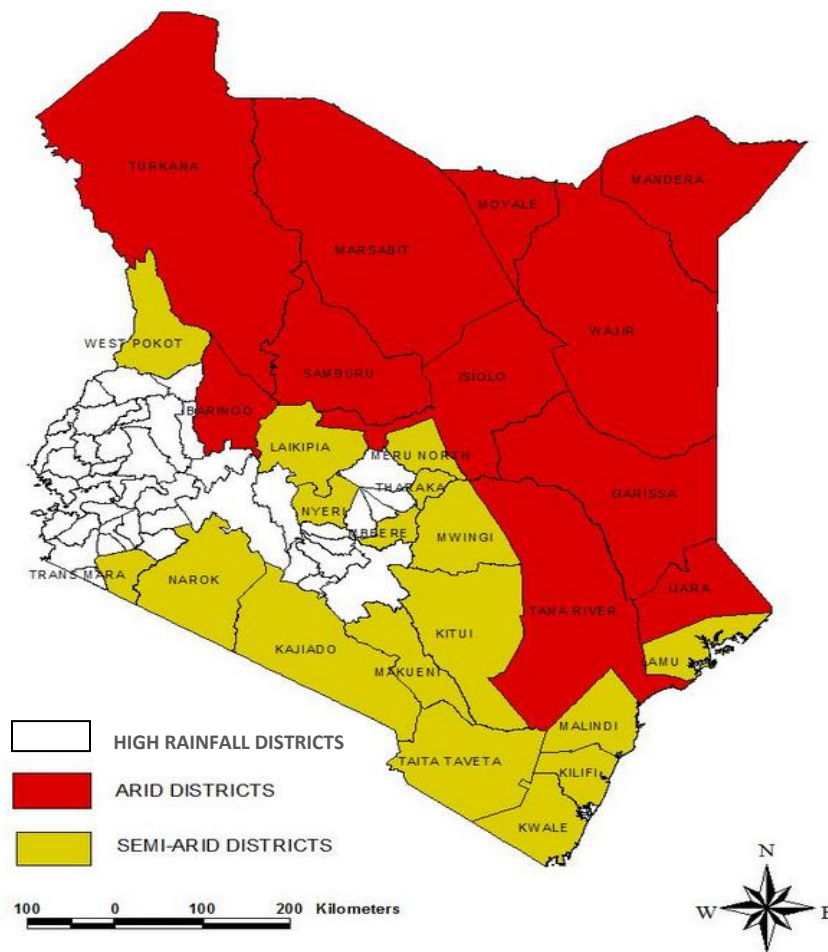 TURKANA
MANDERA
MOYALE
MARSABIT
WAJIR
WEST POKOT
SAMBURU
ISIOLO
BARINGO
LAIKIPIA
MERU NORTH
THARAKA
GARISSA
NYERI
MBEERE
MWINGI
TRANS MARA
NAROK
IJARA
TANA RIVER
KITUI
KAJIADO
LAMU
MAKUENI
MALINDI
HIGH RAINFALL DISTRICTS
TAITA TAVETA
KILIFI
ARID DISTRICTS
KWALE
SEMI-ARID DISTRICTS
N
100 0 100 200 Kilometers
W E
S